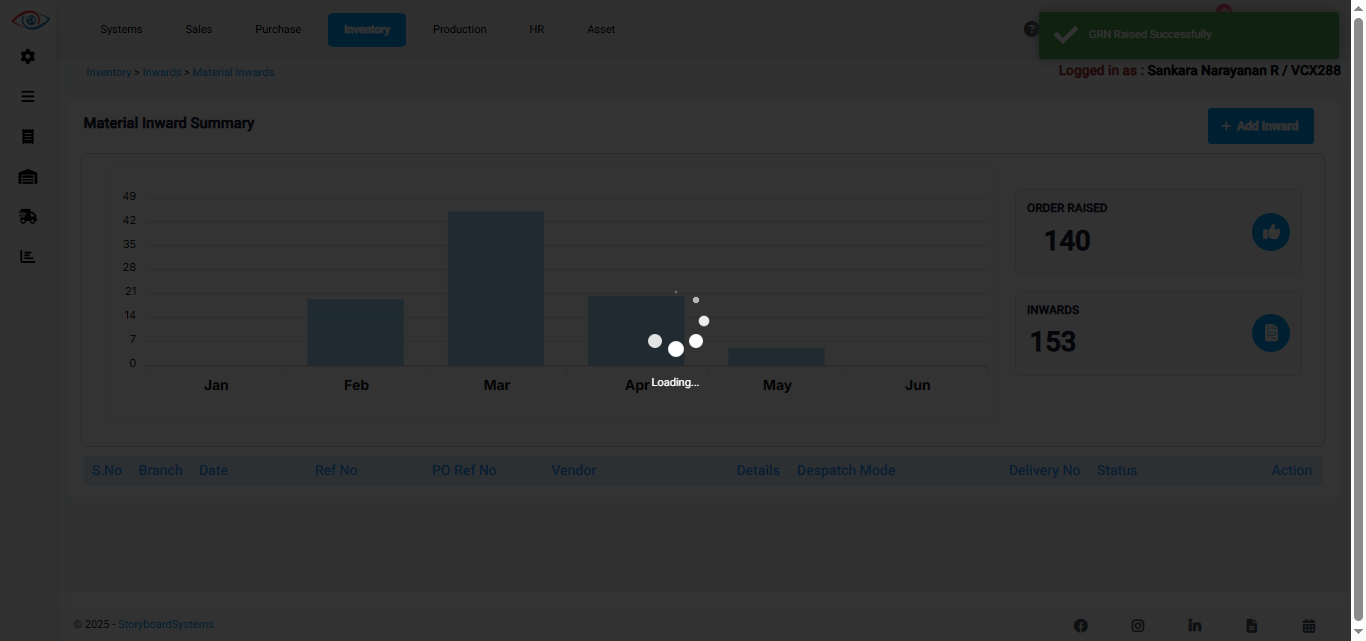 Systems Sales Purchase Inventory Production HR Asset
GRN Raised Successfully
Inventory > Inwards > Material Inwards
Logged in as : Sankara Narayanan R / VCX288
Material Inward Summary
+ Add Inward
49
42
35
28
21
14
7
0
Jan Feb Mar Apr May Jun
Loading...
ORDER RAISED
140
INWARDS
153
S.No Branch Date Ref No PO Ref No Vendor Details Despatch Mode Delivery No Status Action
© 2025 - StoryboardSystems